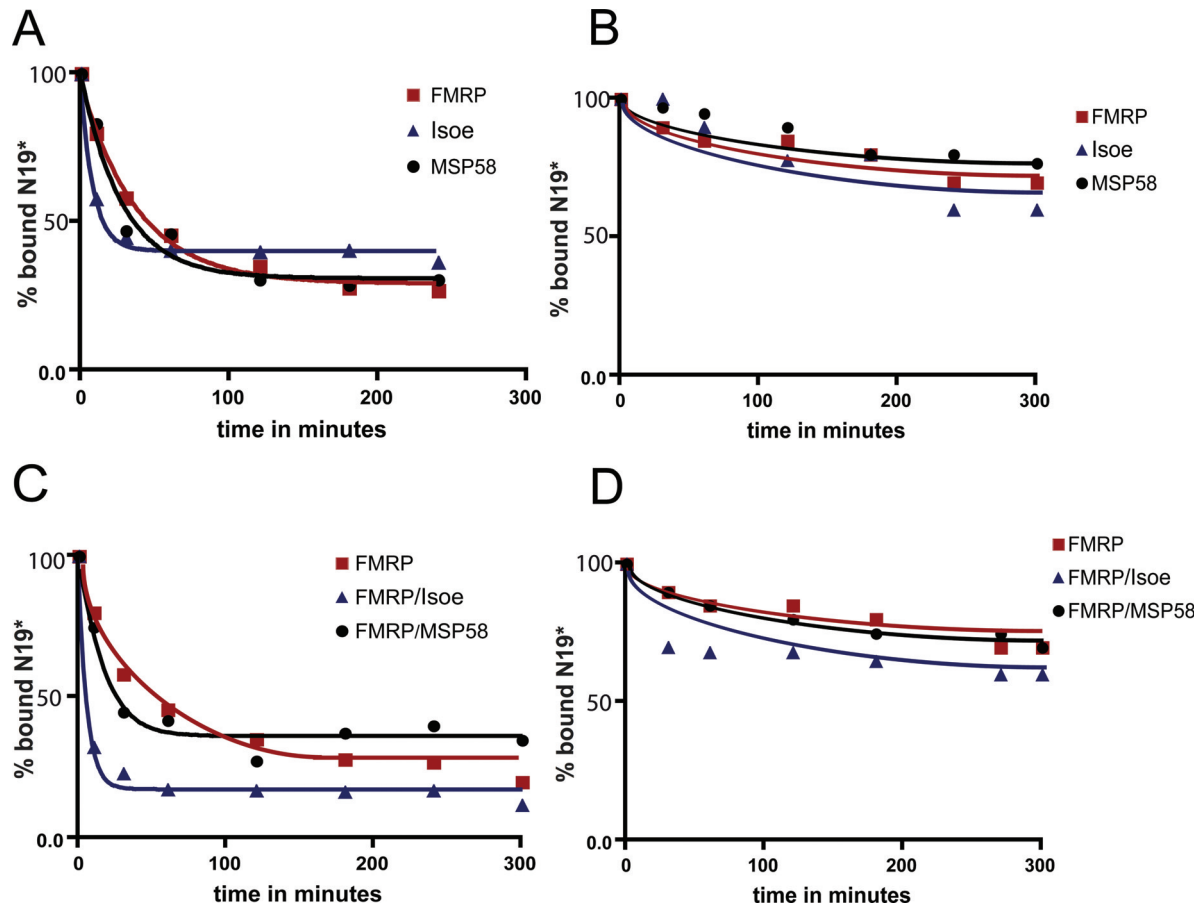 A
100
50
0.0
% bound N19*
0
100
200
300
time in minutes
FMRP
Isoe
MSP58
B
100
50
0.0
% bound N19*
0
100
200
300
time in minutes
FMRP
Isoe
MSP58
C
100
50
0.0
% bound N19*
0
100
200
300
time in minutes
FMRP
FMRP/Isoe
FMRP/MSP58
D
100
50
0.0
% bound N19*
0
100
200
300
time in minutes
FMRP
FMRP/Isoe
FMRP/MSP58